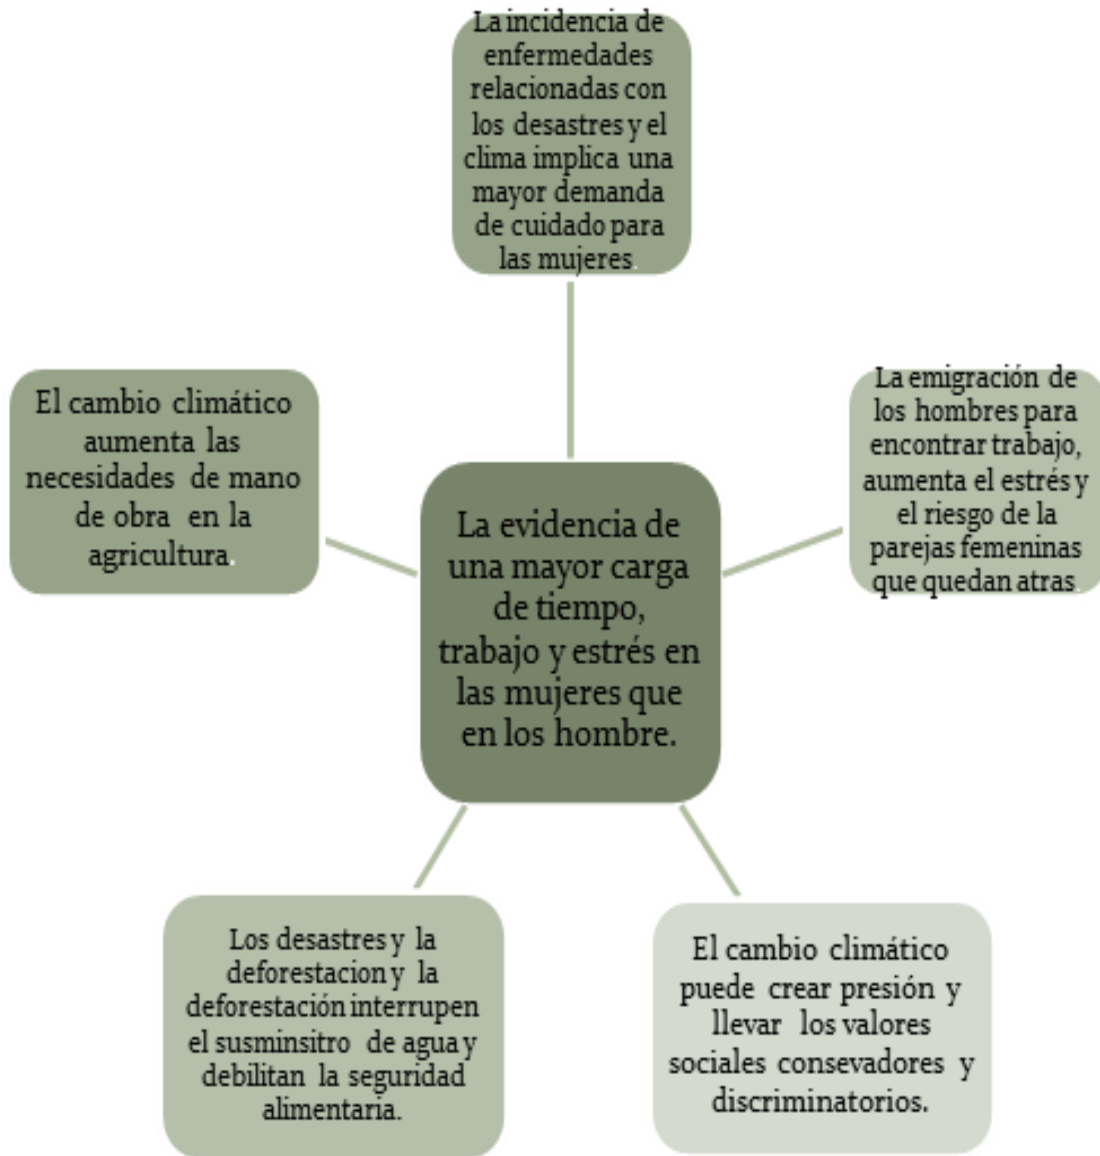 La incidencia de
enfermedades
relacionadas con
los desastres y el
clima implica una
mayor demanda
de cuidado para
las mujeres.
El cambio climático
aumenta las
necesidades de mano
de obra en la
agricultura.
La emigración de
los hombres para
encontrar trabajo,
aumenta el estrés y
el riesgo de la
parejas femeninas
que quedan atras.
La evidencia de
una mayor carga
de tiempo,
trabajo y estrés en
las mujeres que
en los hombre.
Los desastres y la
deforestacion y la
deforestación interrupen
el susminsitro de agua y
debilitan la seguridad
alimentaria.
El cambio climático
puede crear presión y
llevar los valores
sociales consevadores y
discriminatorios.